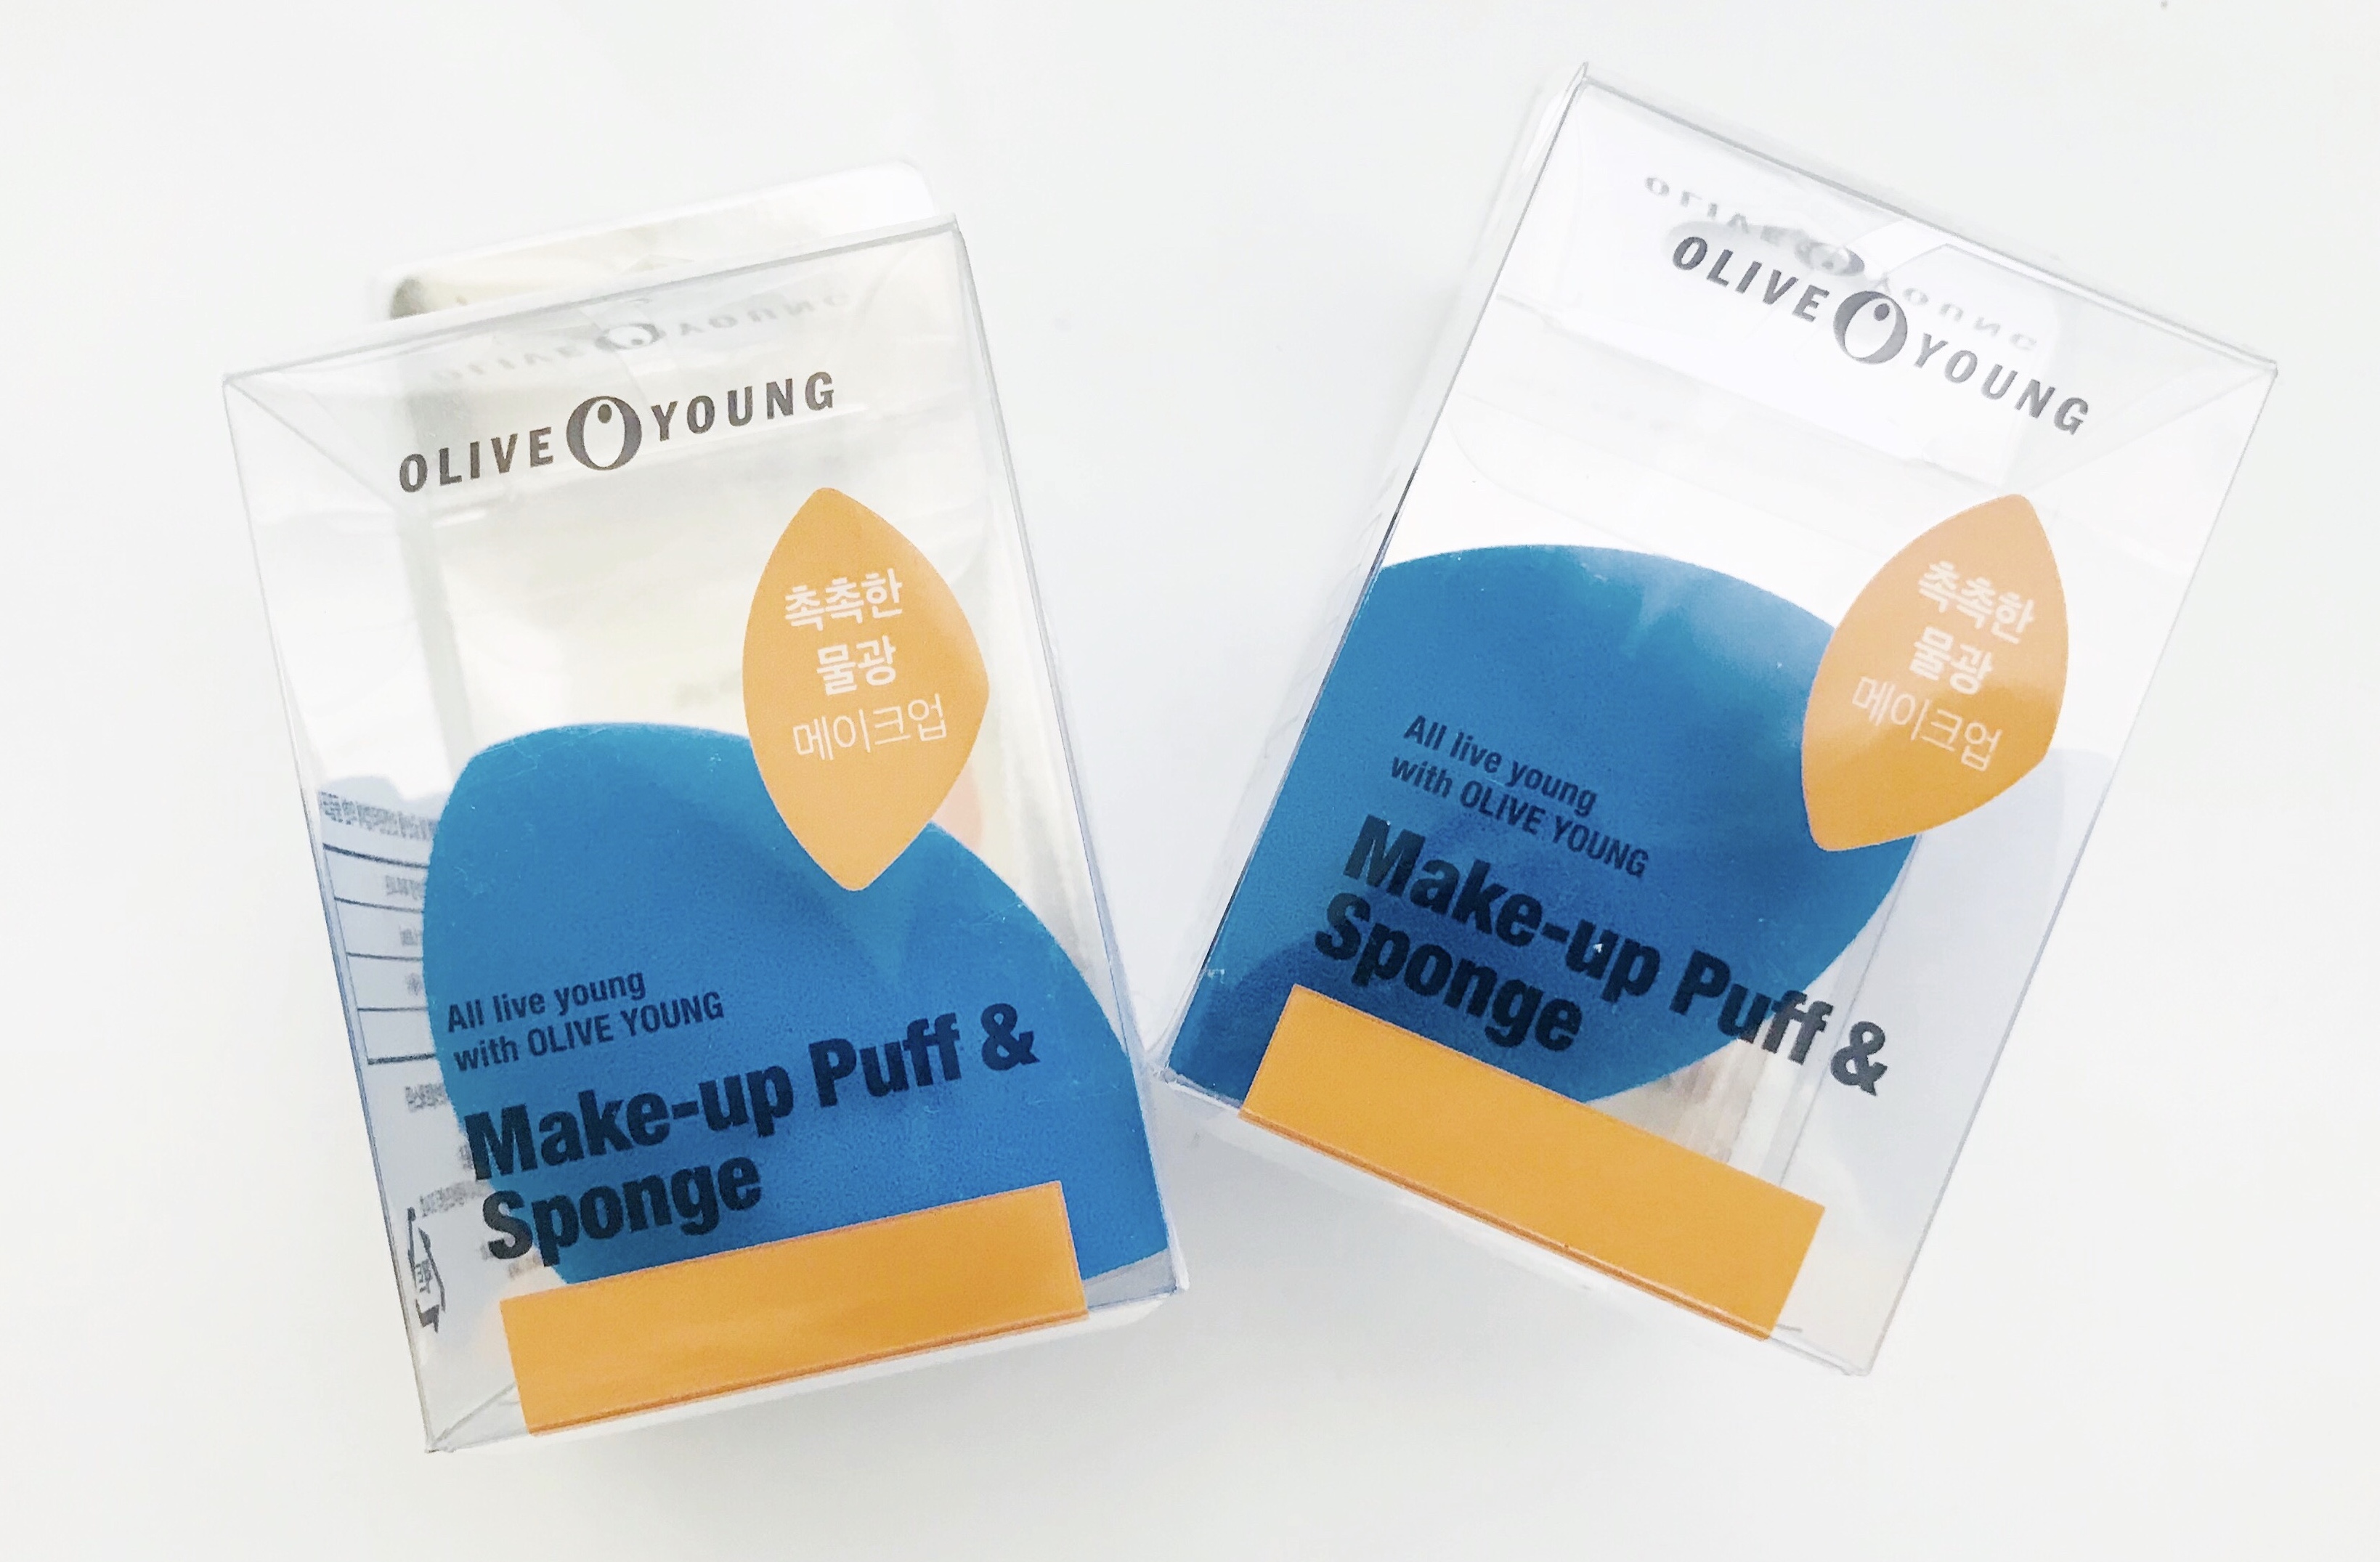 OLIVE YOUNG
촉촉한
물광
메이크업
All live young
with OLIVE YOUNG
Make-up Puff &
Sponge
OLIVE YOUNG
촉촉한
물광
메이크업
All live young
with OLIVE YOUNG
Make-up Puff &
Sponge